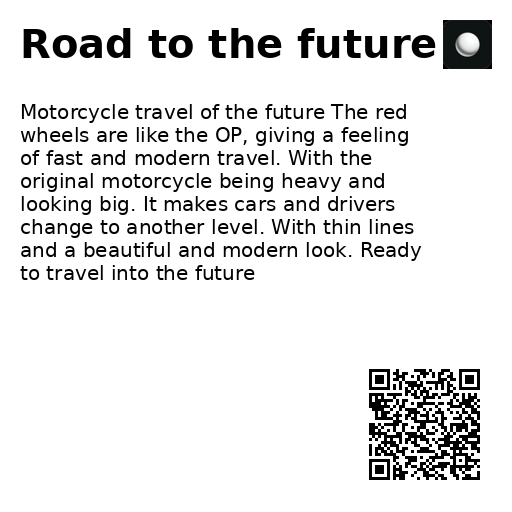 Road to the future
Motorcycle travel of the future The red
wheels are like the OP, giving a feeling
of fast and modern travel. With the
original motorcycle being heavy and
looking big. It makes cars and drivers
change to another level. With thin lines
and a beautiful and modern look. Ready
to travel into the future